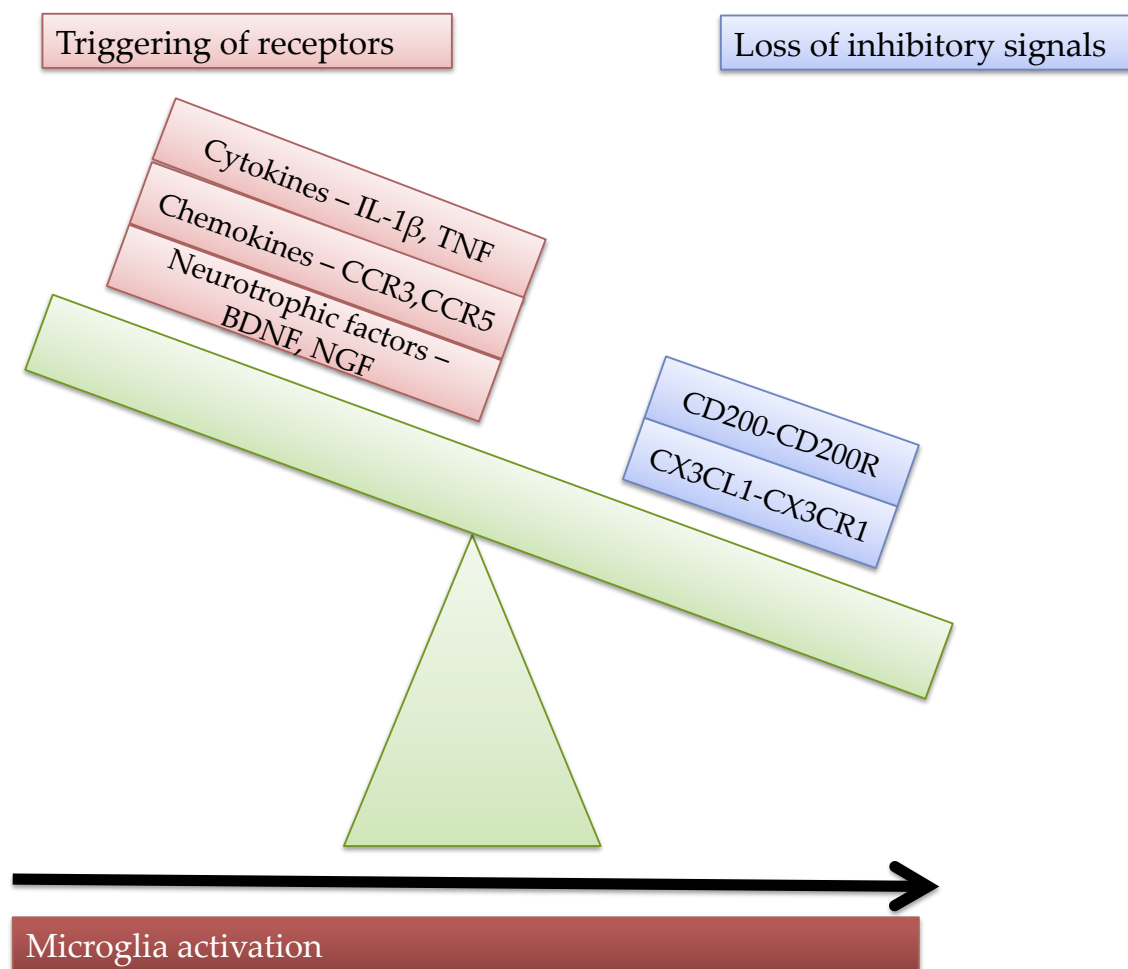 Triggering of receptors
Loss of inhibitory signals
Cytokines – IL-1β, TNF
Chemokines – CCR3,CCR5
Neurotrophic factors –
BDNF, NGF
CD200-CD200R
CX3CL1-CX3CR1
Microglia activation